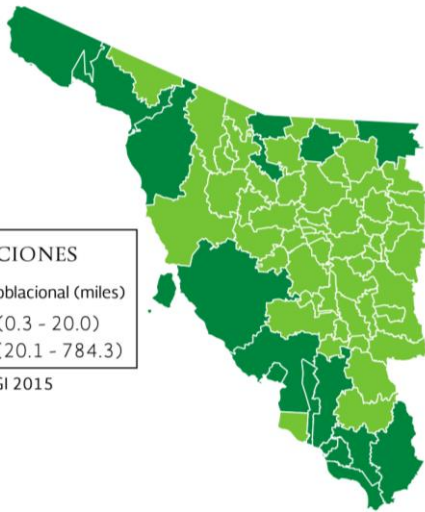 CIONES
oblacional (miles)
(0.3 - 20.0)
(20.1 - 784.3)
GI 2015